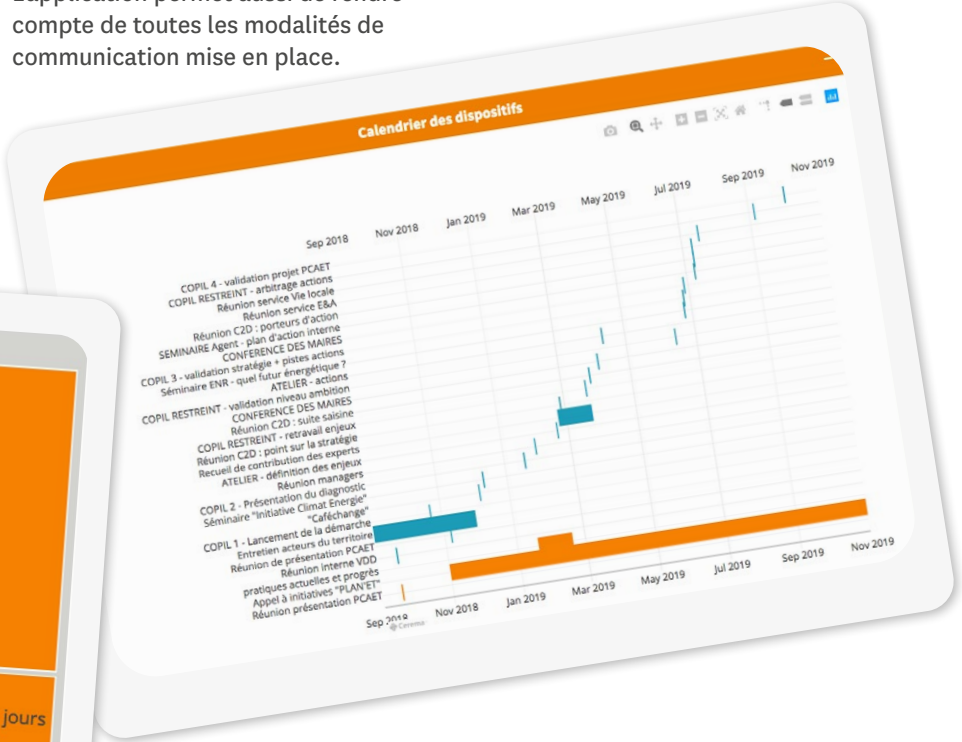 compte de toutes les modalités de
communication mise en place.
Calendrier des dispositifs
Sep 2018 Nov 2018 Jan 2019 Mar 2019 May 2019 Jul 2019 Sep 2019 Nov 2019
COPIL 4 - validation projet PCAET
COPIL RESTREINT - arbitrage actions
Réunion service Vie locale
Réunion service E&A
Réunion C2D : porteurs d'action
SEMINAIRE Agent - plan d'action interne
CONFERENCE DES MAIRES
COPIL 3 - validation stratégie + pistes actions
Séminaire ENR - quel futur énergétique ?
ATELIER - actions
COPIL RESTREINT - validation niveau ambition
CONFERENCE DES MAIRES
Réunion C2D : suite saisine
COPIL RESTREINT - retravail enjeux
Réunion C2D : point sur la stratégie
Recueil de contribution des experts
ATELIER - définition des enjeux
Réunion managers
COPIL 2 - Présentation du diagnostic
Séminaire "Initiative Climat Energie"
"Caféchange"
COPIL 1 - Lancement de la démarche
Entretien acteurs du territoire
Réunion de présentation PCAET
Réunion interne VDD
pratiques actuelles et progrès
Appel à initiatives "PLAN'ET"
Réunion présentation PCAET
Sep 2018 Nov 2018 Jan 2019 Mar 2019 May 2019 Jul 2019 Sep 2019 Nov 2019
Cerema
jours